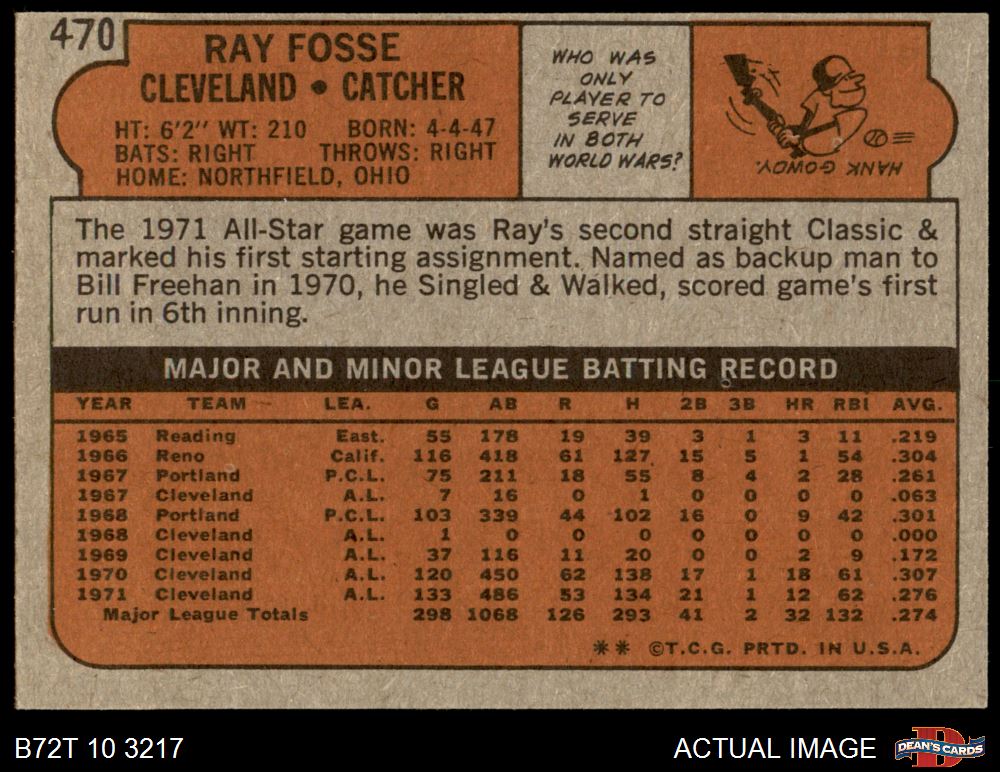 470
RAY FOSSE
CLEVELAND • CATCHER
HT: 6'2" WT: 210 BORN: 4-4-47
BATS: RIGHT THROWS: RIGHT
HOME: NORTHFIELD, OHIO
WHO WAS
ONLY
PLAYER TO
SERVE
IN BOTH
WORLD WARS?
HANK GOWDY.
The 1971 All-Star game was Ray's second straight Classic &
marked his first starting assignment. Named as backup man to
Bill Freehan in 1970, he Singled & Walked, scored game's first
run in 6th inning.
MAJOR AND MINOR LEAGUE BATTING RECORD
YEAR TEAM LEA. G AB R H 2B 3B HR RBI AVG.
1965 Reading East. 55 178 19 39 3 1 3 11 .219
1966 Reno Calif. 116 418 61 127 15 5 1 54 .304
1967 Portland P.C.L. 75 211 18 55 8 4 2 28 .261
1967 Cleveland A.L. 7 16 0 1 0 0 0 0 .063
1968 Portland P.C.L. 103 339 44 102 16 0 9 42 .301
1968 Cleveland A.L. 1 0 0 0 0 0 0 0 .000
1969 Cleveland A.L. 37 116 11 20 0 0 2 9 .172
1970 Cleveland A.L. 120 450 62 138 17 1 18 61 .307
1971 Cleveland A.L. 133 486 53 134 21 1 12 62 .276
Major League Totals 298 1068 126 293 41 2 32 132 .274
** ©T.C.G. PRTD. IN U.S.A.
B72T 10 3217
ACTUAL IMAGE
D
DEAN'S CARDS